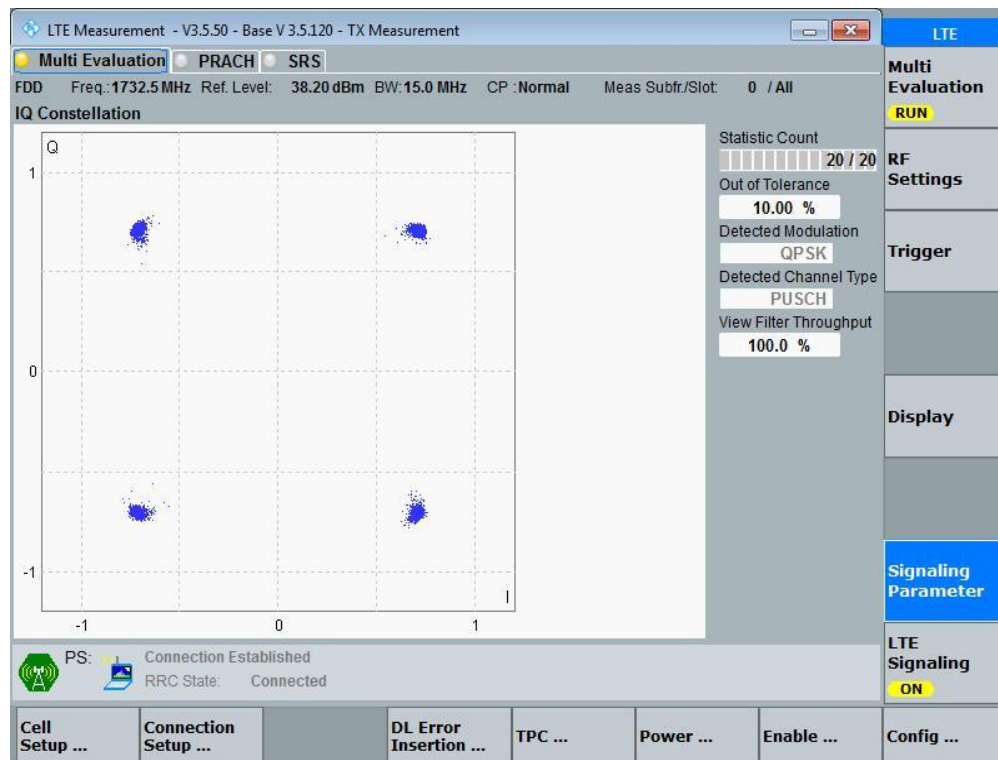 LTE Measurement - V3.5.50 - Base V 3.5.120 - TX Measurement
LTE
Multi Evaluation PRACH SRS
FDD Freq.:1732.5 MHz Ref. Level: 38.20 dBm BW:15.0 MHz CP :Normal Meas Subfr./Slot: 0 / All
IQ Constellation
Q
1
0
-1
I
-1 0 1
Statistic Count
20 / 20
Out of Tolerance
10.00 %
Detected Modulation
QPSK
Detected Channel Type
PUSCH
View Filter Throughput
100.0 %
Multi
Evaluation
RUN
RF
Settings
Trigger
Display
Signaling
Parameter
LTE
Signaling
ON
PS: Connection Established
RRC State: Connected
Cell
Setup ...
Connection
Setup ...
DL Error
Insertion ...
TPC ...
Power ...
Enable ...
Config ...